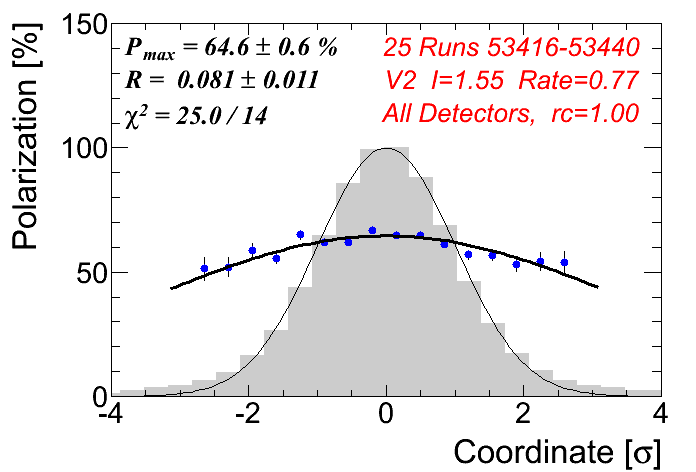 P_max = 64.6 ± 0.6 %
R = 0.081 ± 0.011
χ² = 25.0 / 14
25 Runs 53416-53440
V2 I=1.55 Rate=0.77
All Detectors, rc=1.00
Polarization [%]
150
100
50
0
-4 -2 0 2 4
Coordinate [σ]